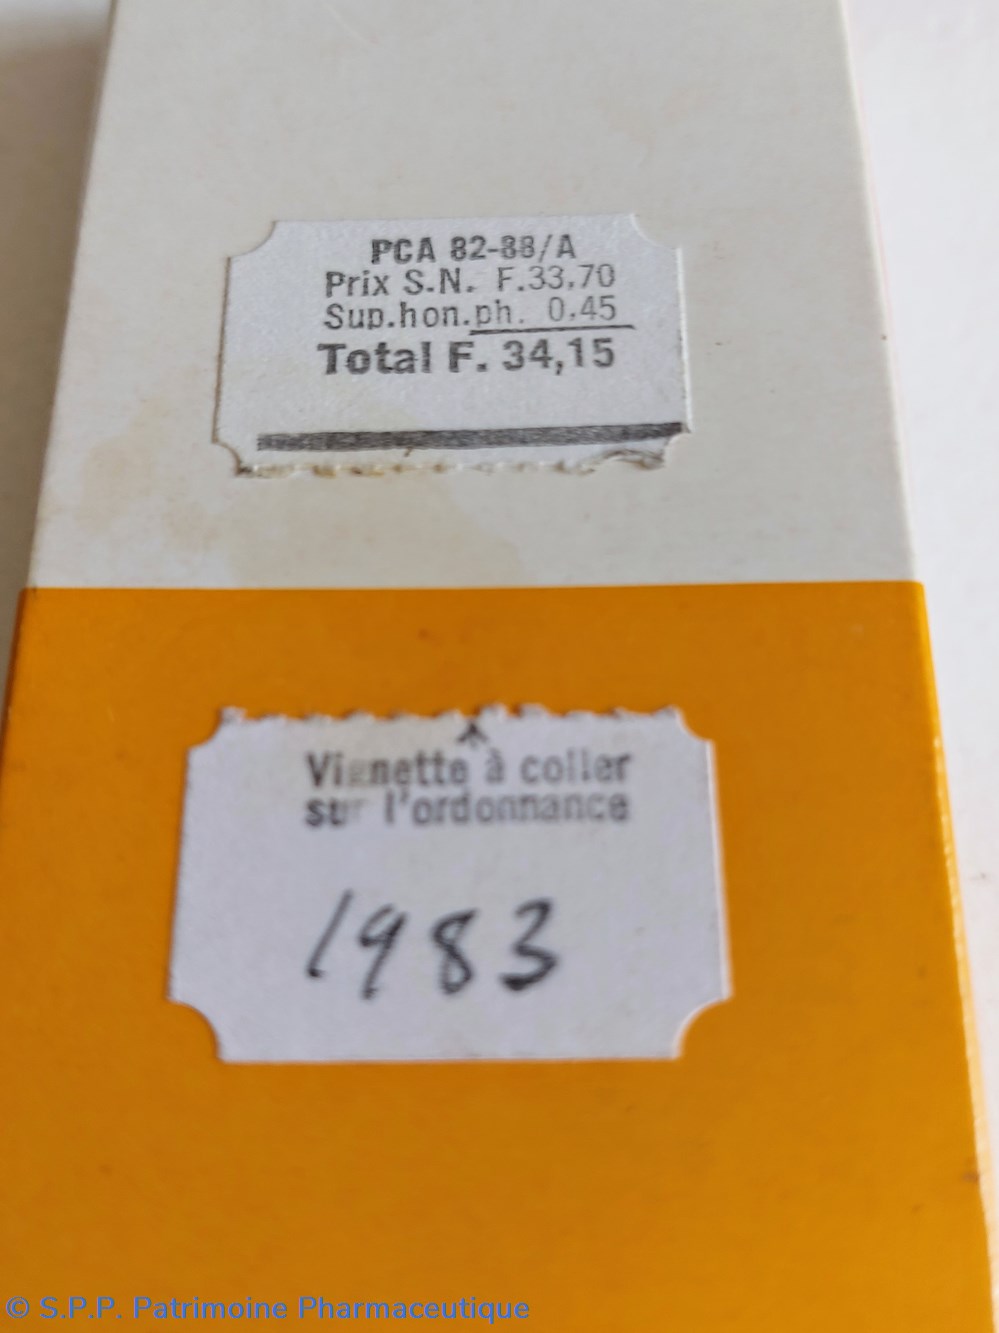 PCA 82-88/A
Prix S.N. F.33,70
Sup.hon.ph. 0.45
Total F. 34,15
Vignette à coller
sur l'ordonnance
1983
© S.P.P. Patrimoine Pharmaceutique